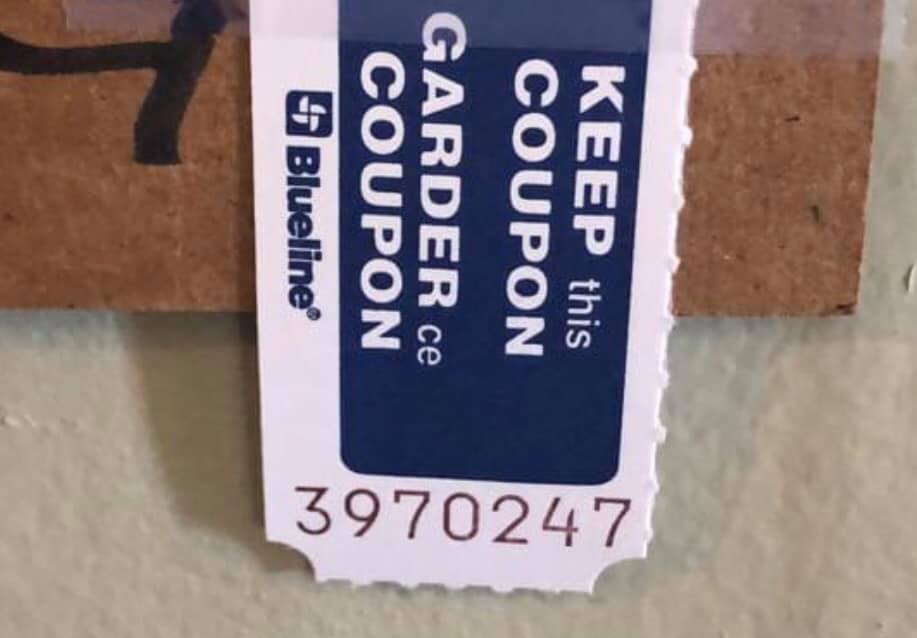 KEEP this
COUPON
GARDER ce
COUPON
Blueline®
3970247